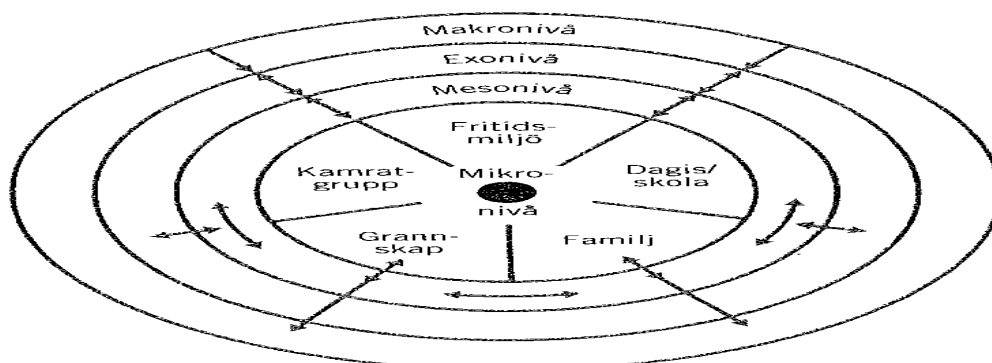 Makronivå
Exonivå
Mesonivå
Fritids-
miljö
Kamrat-
grupp
Mikro-
nivå
Dagis/
skola
Grann-
skap
Familj